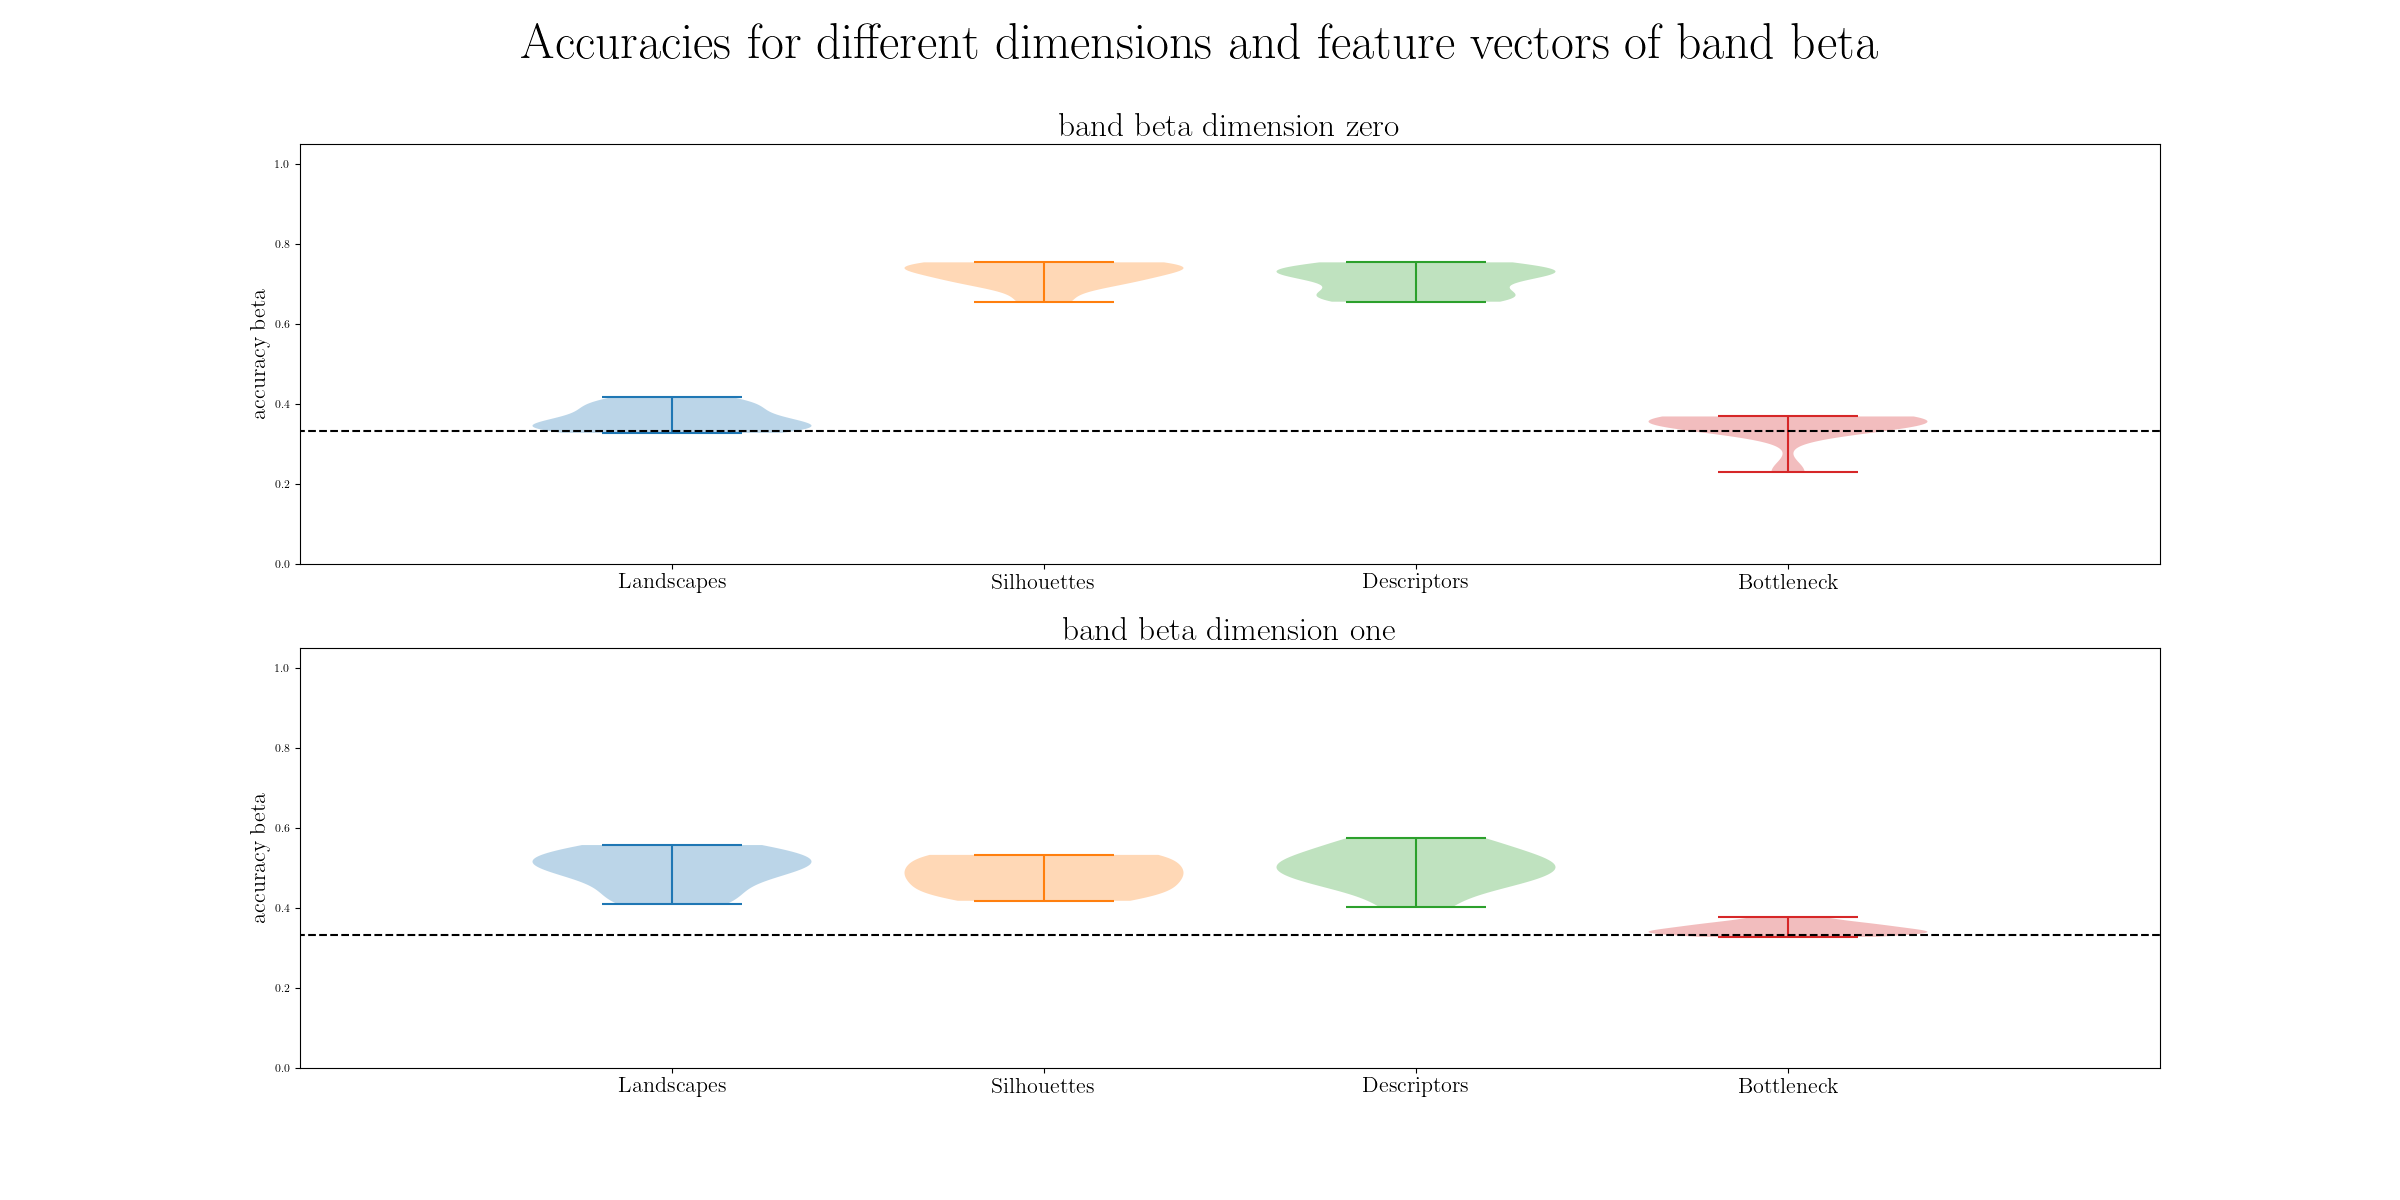 Accuracies for different dimensions and feature vectors of band beta
band beta dimension zero
1.0
0.8
0.6
0.4
0.2
0.0
accuracy beta
Landscapes Silhouettes Descriptors Bottleneck
band beta dimension one
1.0
0.8
0.6
0.4
0.2
0.0
accuracy beta
Landscapes Silhouettes Descriptors Bottleneck